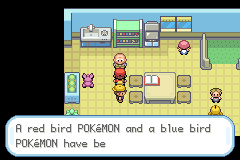 A red bird POKéMON and a blue bird
POKéMON have be